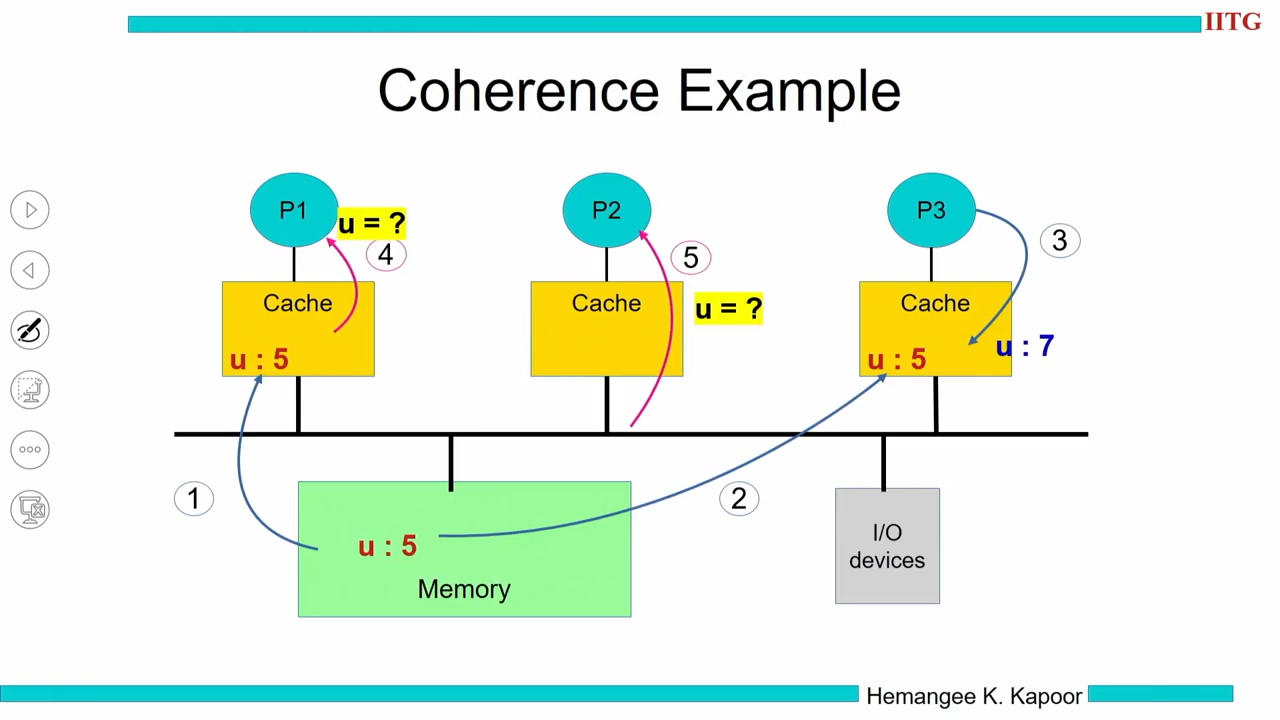 IITG
Coherence Example
P1
u = ?
4
P2
5
P3
3
Cache
u : 5
Cache
u = ?
Cache
u : 5
u : 7
1
2
u : 5
Memory
I/O
devices
Hemangee K. Kapoor